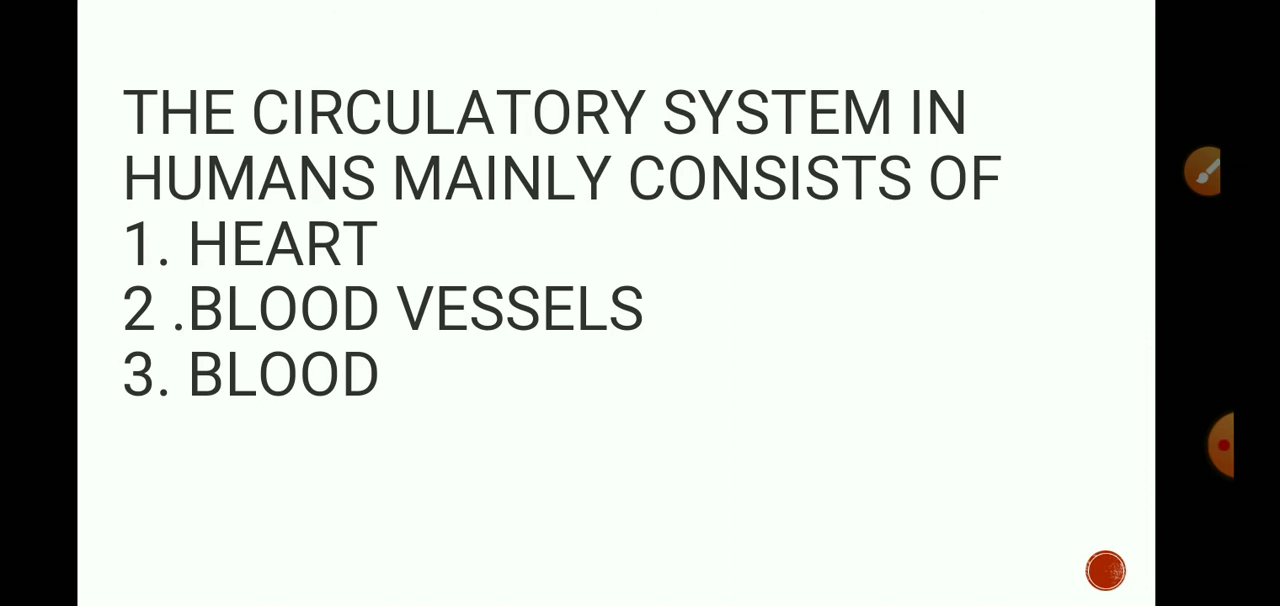 THE CIRCULATORY SYSTEM IN
HUMANS MAINLY CONSISTS OF
1. HEART
2 .BLOOD VESSELS
3. BLOOD